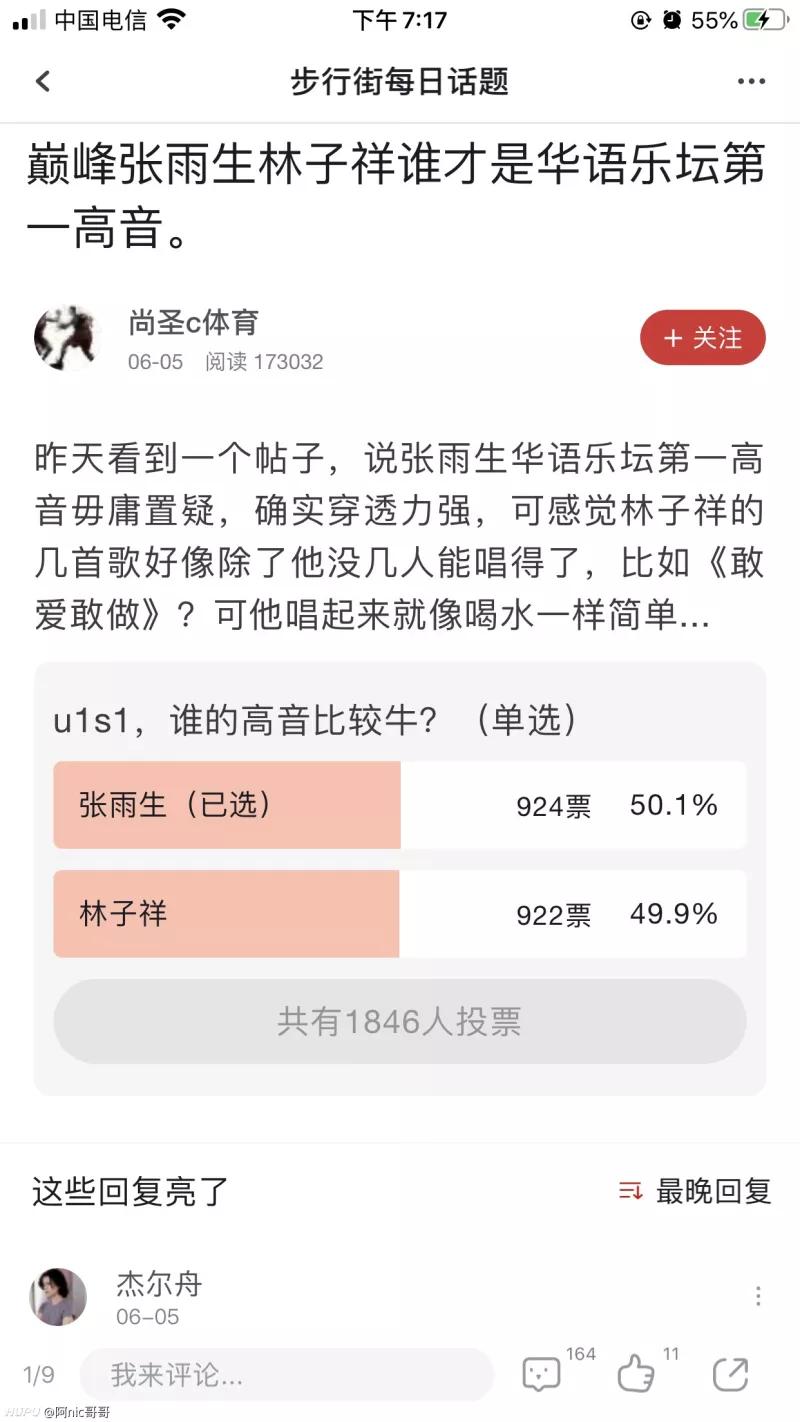 中国电信 下午 7:17 55%
步行街每日话题
巅峰张雨生林子祥谁才是华语乐坛第
一高音。
尚圣c体育
06-05 阅读 173032
+ 关注
昨天看到一个帖子，说张雨生华语乐坛第一高
音毋庸置疑，确实穿透力强，可感觉林子祥的
几首歌好像除了他没几人能唱得了，比如《敢
爱敢做》？可他唱起来就像喝水一样简单...
u1s1，谁的高音比较牛？（单选）
张雨生（已选） 924票 50.1%
林子祥 922票 49.9%
共有1846人投票
这些回复亮了 最晚回复
杰尔舟
06-05
1/9 我来评论... 164 11
HUPU @阿nic哥哥